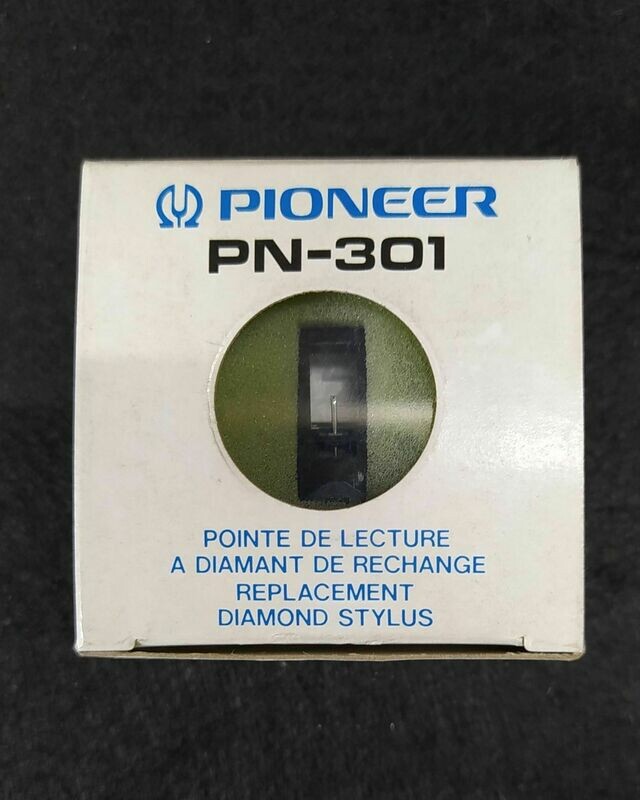 PIONEER
PN-301
POINTE DE LECTURE
A DIAMANT DE RECHANGE
REPLACEMENT
DIAMOND STYLUS